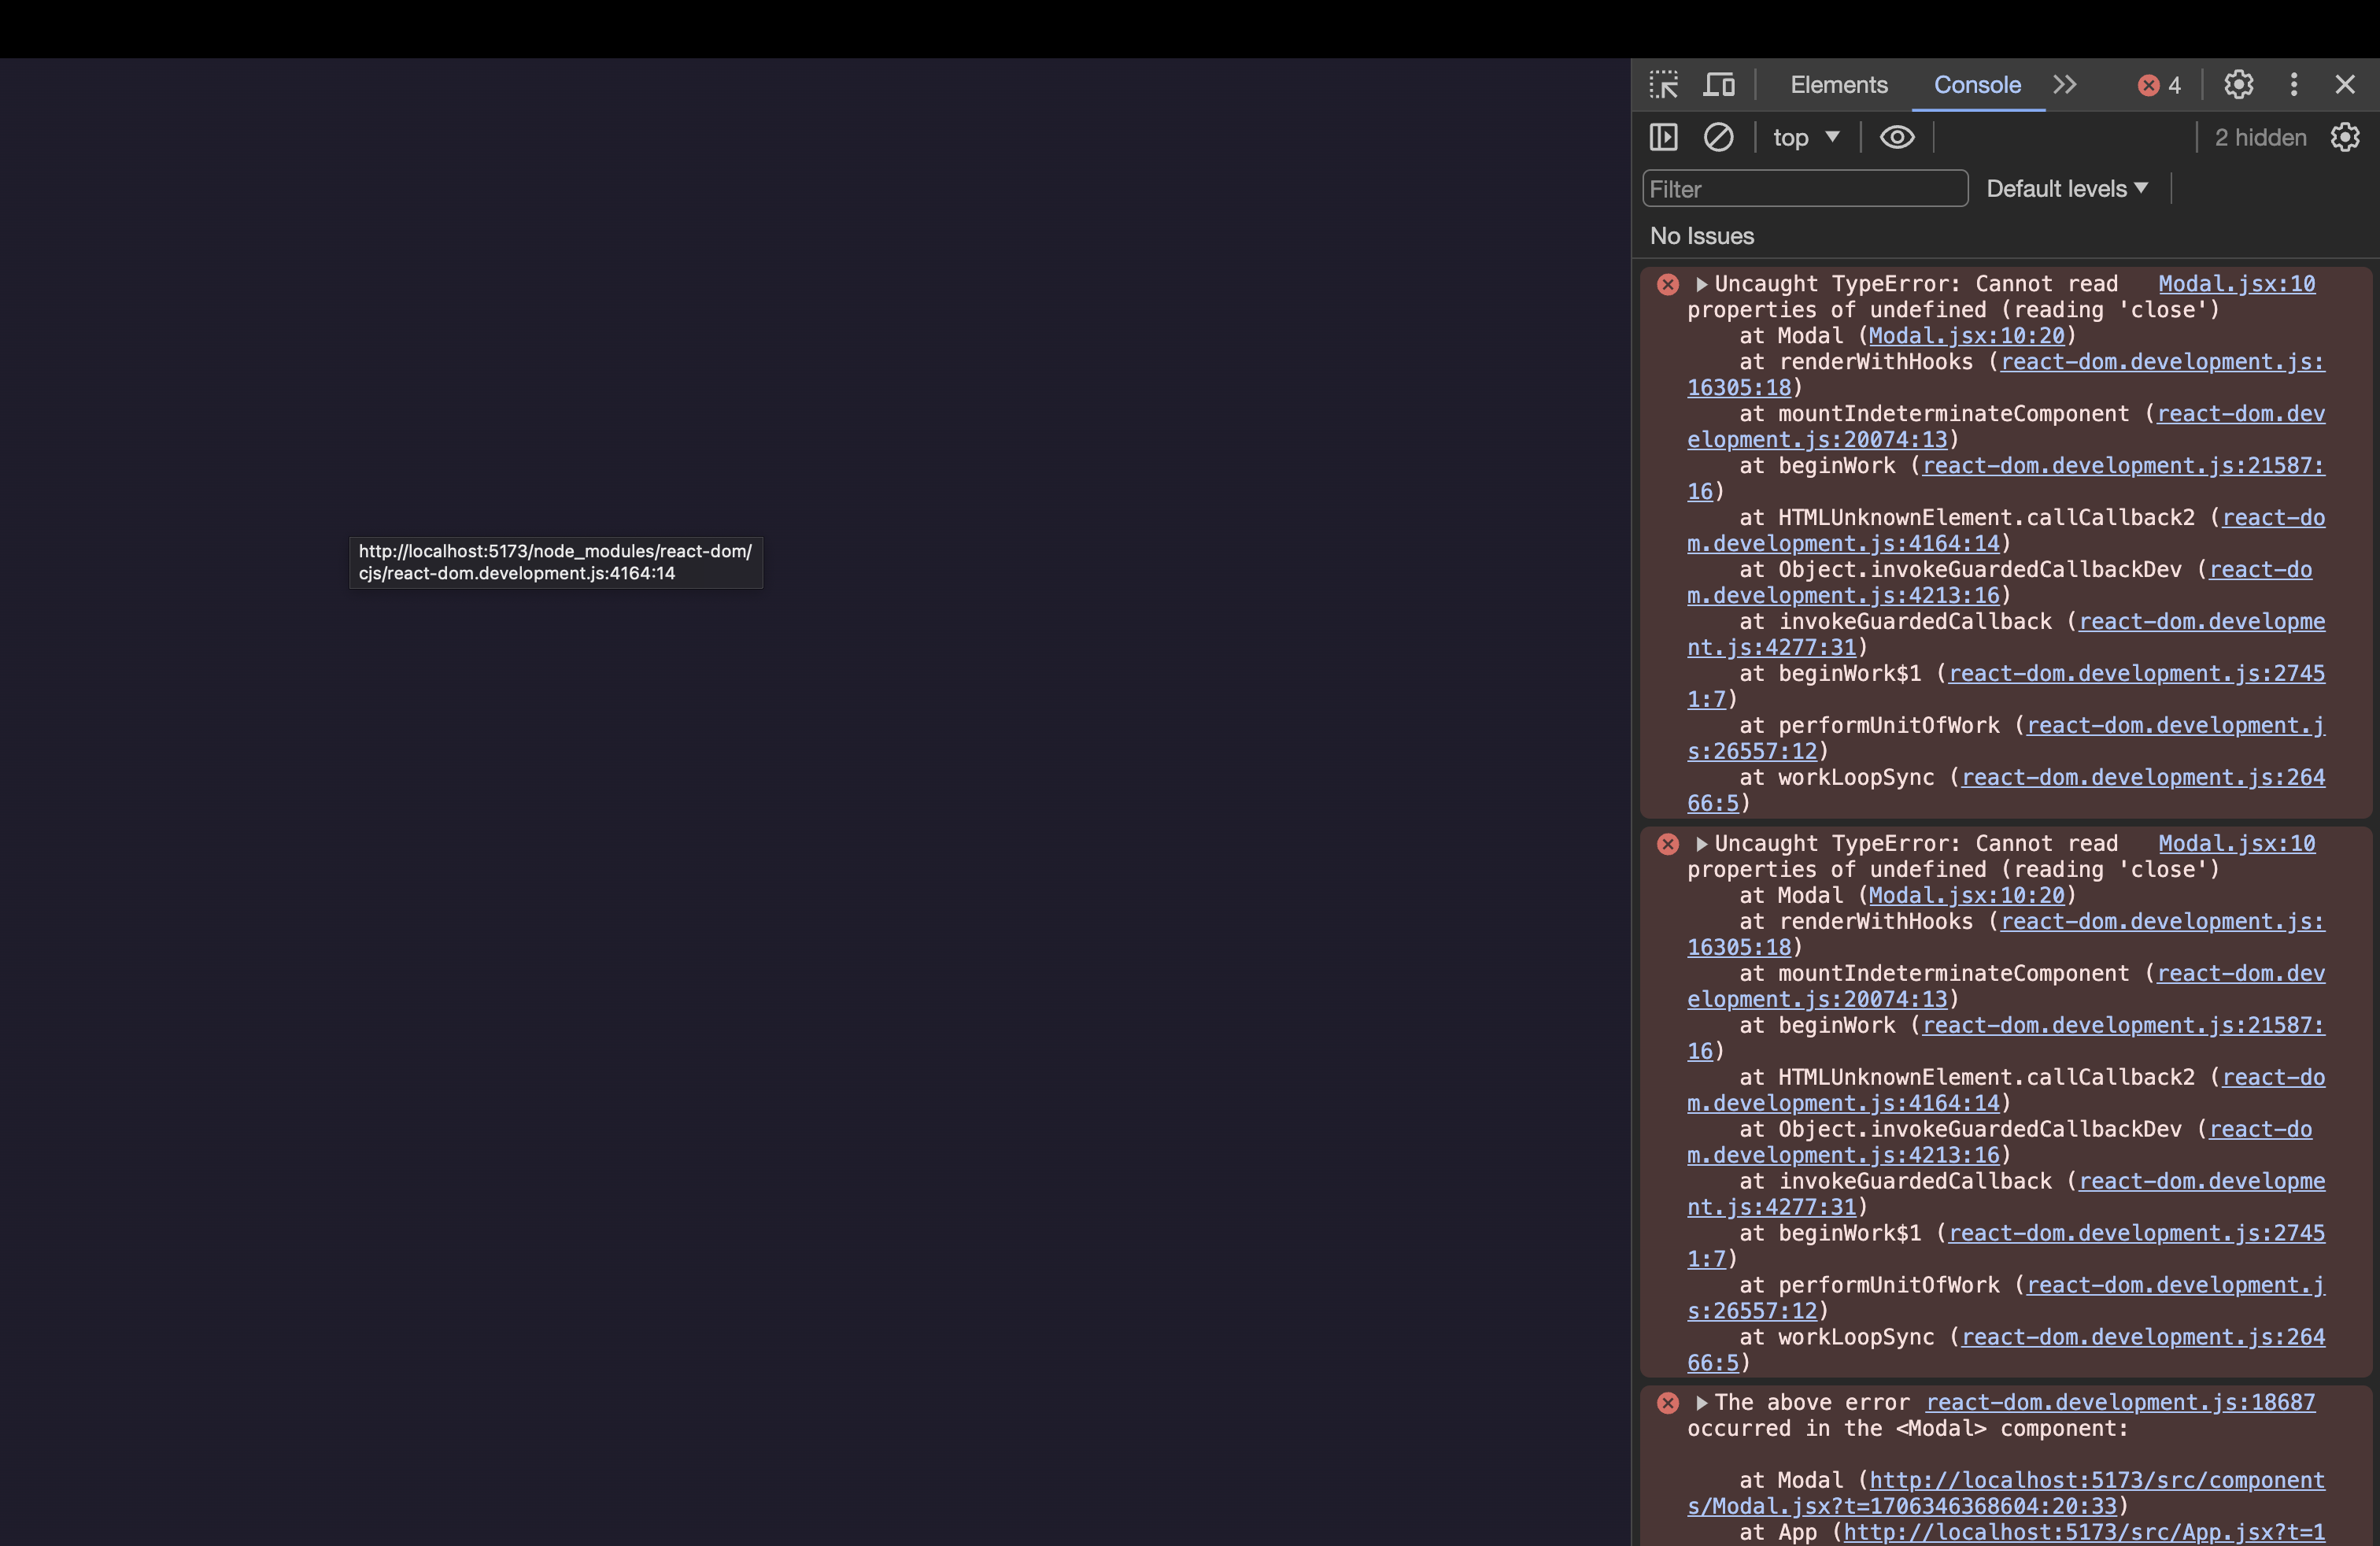 http://localhost:5173/node_modules/react-dom/
cjs/react-dom.development.js:4164:14
Elements Console 4
top 2 hidden
Filter Default levels
No Issues
Uncaught TypeError: Cannot read Modal.jsx:10
properties of undefined (reading 'close')
at Modal (Modal.jsx:10:20)
at renderWithHooks (react-dom.development.js:
16305:18)
at mountIndeterminateComponent (react-dom.dev
elopment.js:20074:13)
at beginWork (react-dom.development.js:21587:
16)
at HTMLUnknownElement.callCallback2 (react-do
m.development.js:4164:14)
at Object.invokeGuardedCallbackDev (react-do
m.development.js:4213:16)
at invokeGuardedCallback (react-dom.developme
nt.js:4277:31)
at beginWork$1 (react-dom.development.js:2745
1:7)
at performUnitOfWork (react-dom.development.j
s:26557:12)
at workLoopSync (react-dom.development.js:264
66:5)
Uncaught TypeError: Cannot read Modal.jsx:10
properties of undefined (reading 'close')
at Modal (Modal.jsx:10:20)
at renderWithHooks (react-dom.development.js:
16305:18)
at mountIndeterminateComponent (react-dom.dev
elopment.js:20074:13)
at beginWork (react-dom.development.js:21587:
16)
at HTMLUnknownElement.callCallback2 (react-do
m.development.js:4164:14)
at Object.invokeGuardedCallbackDev (react-do
m.development.js:4213:16)
at invokeGuardedCallback (react-dom.developme
nt.js:4277:31)
at beginWork$1 (react-dom.development.js:2745
1:7)
at performUnitOfWork (react-dom.development.j
s:26557:12)
at workLoopSync (react-dom.development.js:264
66:5)
The above error react-dom.development.js:18687
occurred in the <Modal> component:
at Modal (http://localhost:5173/src/component
s/Modal.jsx?t=1706346368604:20:33)
at App (http://localhost:5173/src/App.jsx?t=1